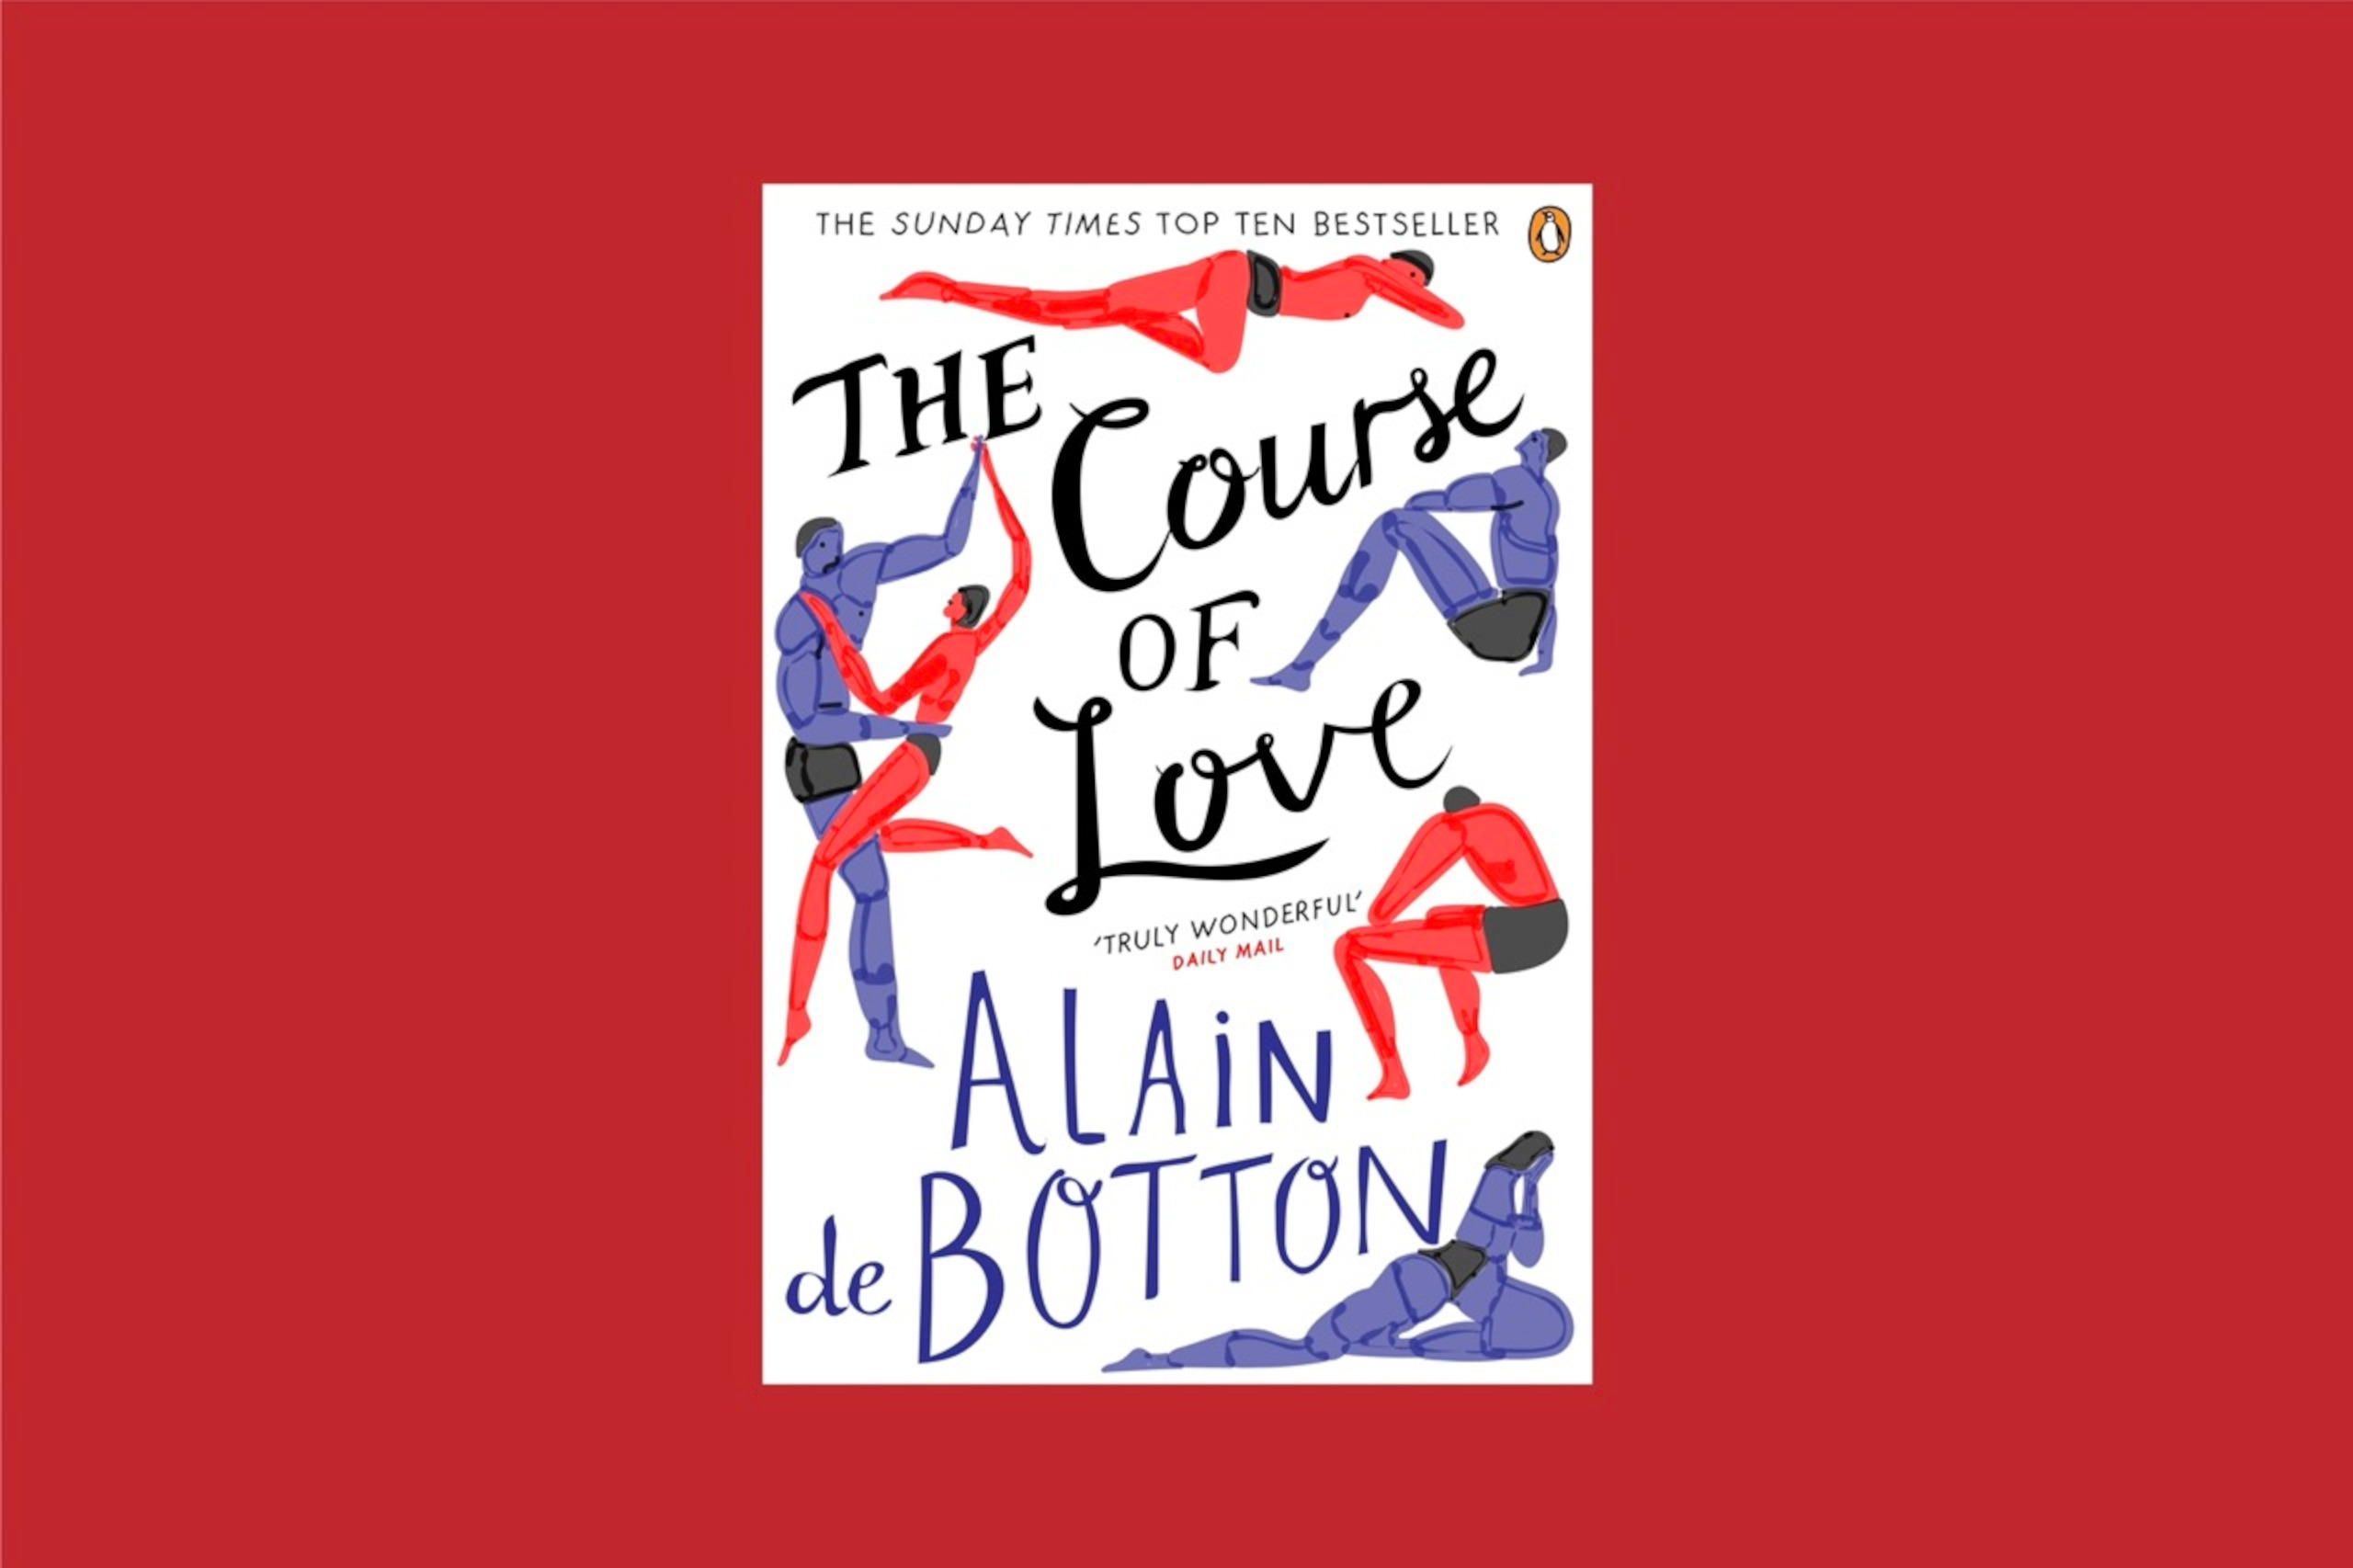 THE SUNDAY TIMES TOP TEN BESTSELLER
THE
Course
OF
Love
'TRULY WONDERFUL'
DAILY MAIL
ALAiN
de BOTTON